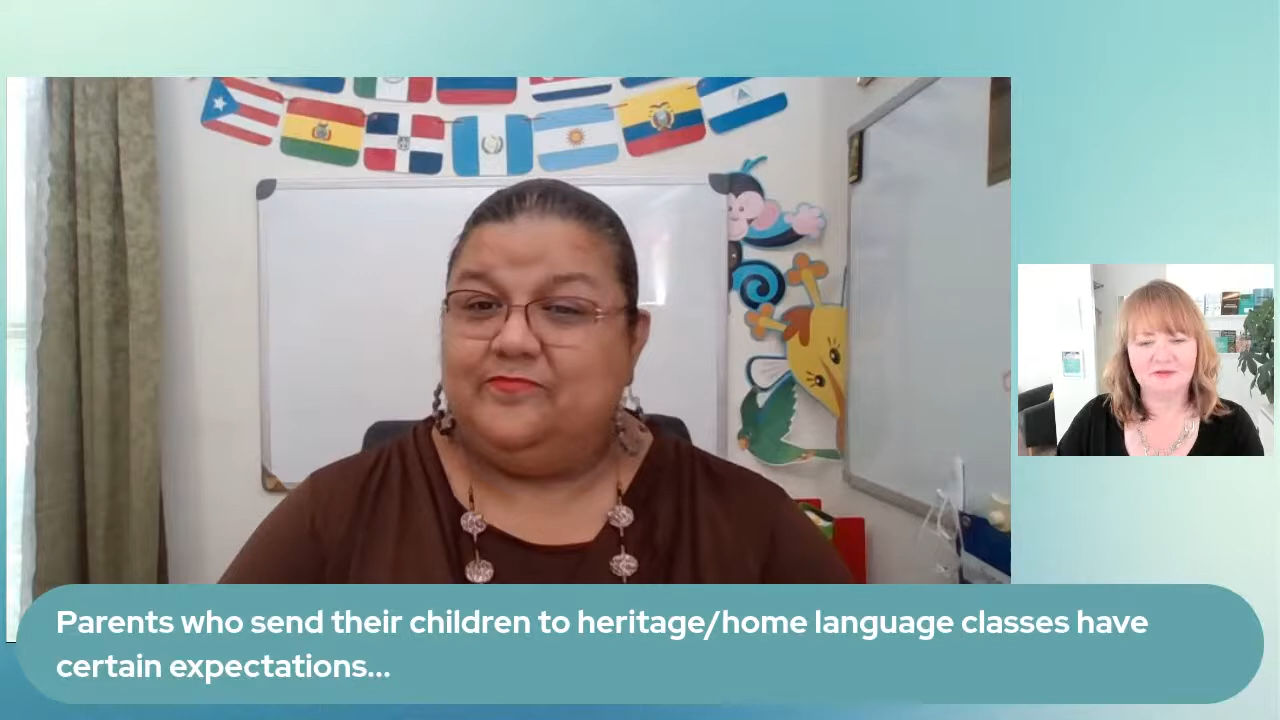 Parents who send their children to heritage/home language classes have
certain expectations...